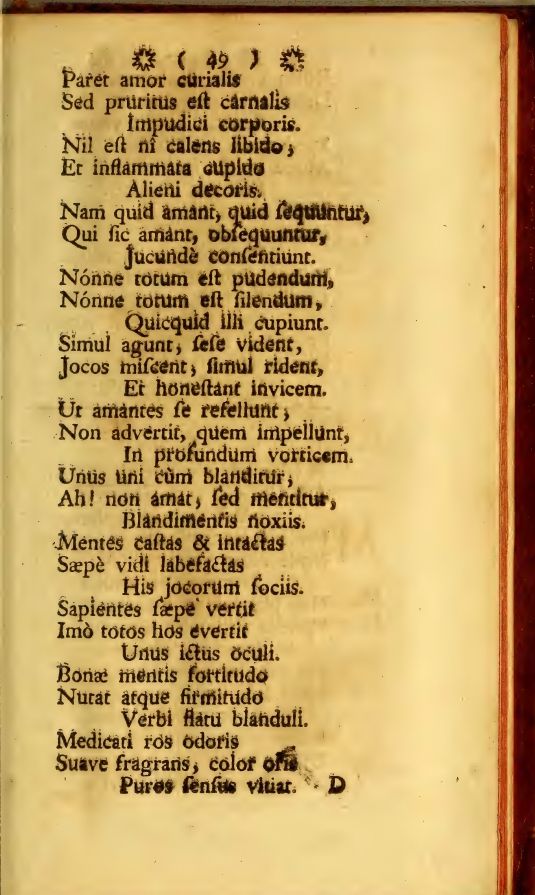 ( 49 )
Paret amor curialis
Sed pruritus eſt carnalis
Impudici corporis.
Nil eſt ni calens libido,
Et inflammata cupido
Alieni decoris.
Nam quid amant, quid ſequuntur,
Qui ſic amant, obſequuntur,
Jucundè conſentiunt.
Nónne totum eſt pudendum,
Nónne totum eſt ſilendum,
Quicquid illi cupiunt.
Simul agunt, ſeſe vident,
Jocos miſcent, ſimul rident,
Et honeſtant invicem.
Ut amantes ſe refellunt,
Non advertit, quem impellunt,
In profundum vorticem.
Unus uni cùm blanditur,
Ah! non amat, ſed mentitur,
Blandimentis noxiis.
Mentes caſtas & intactas
Sæpè vidi labefactas
His jocorum ſociis.
Sapientes ſæpe vertit
Imò totos hos evertit
Unus ictus oculi.
Bonæ mentis fortitudo
Nutat atque firmitudo
Verbi flatu blanduli.
Medicati ros odoris
Suave fragrans, color oris
Puros ſenſus vitiat. D